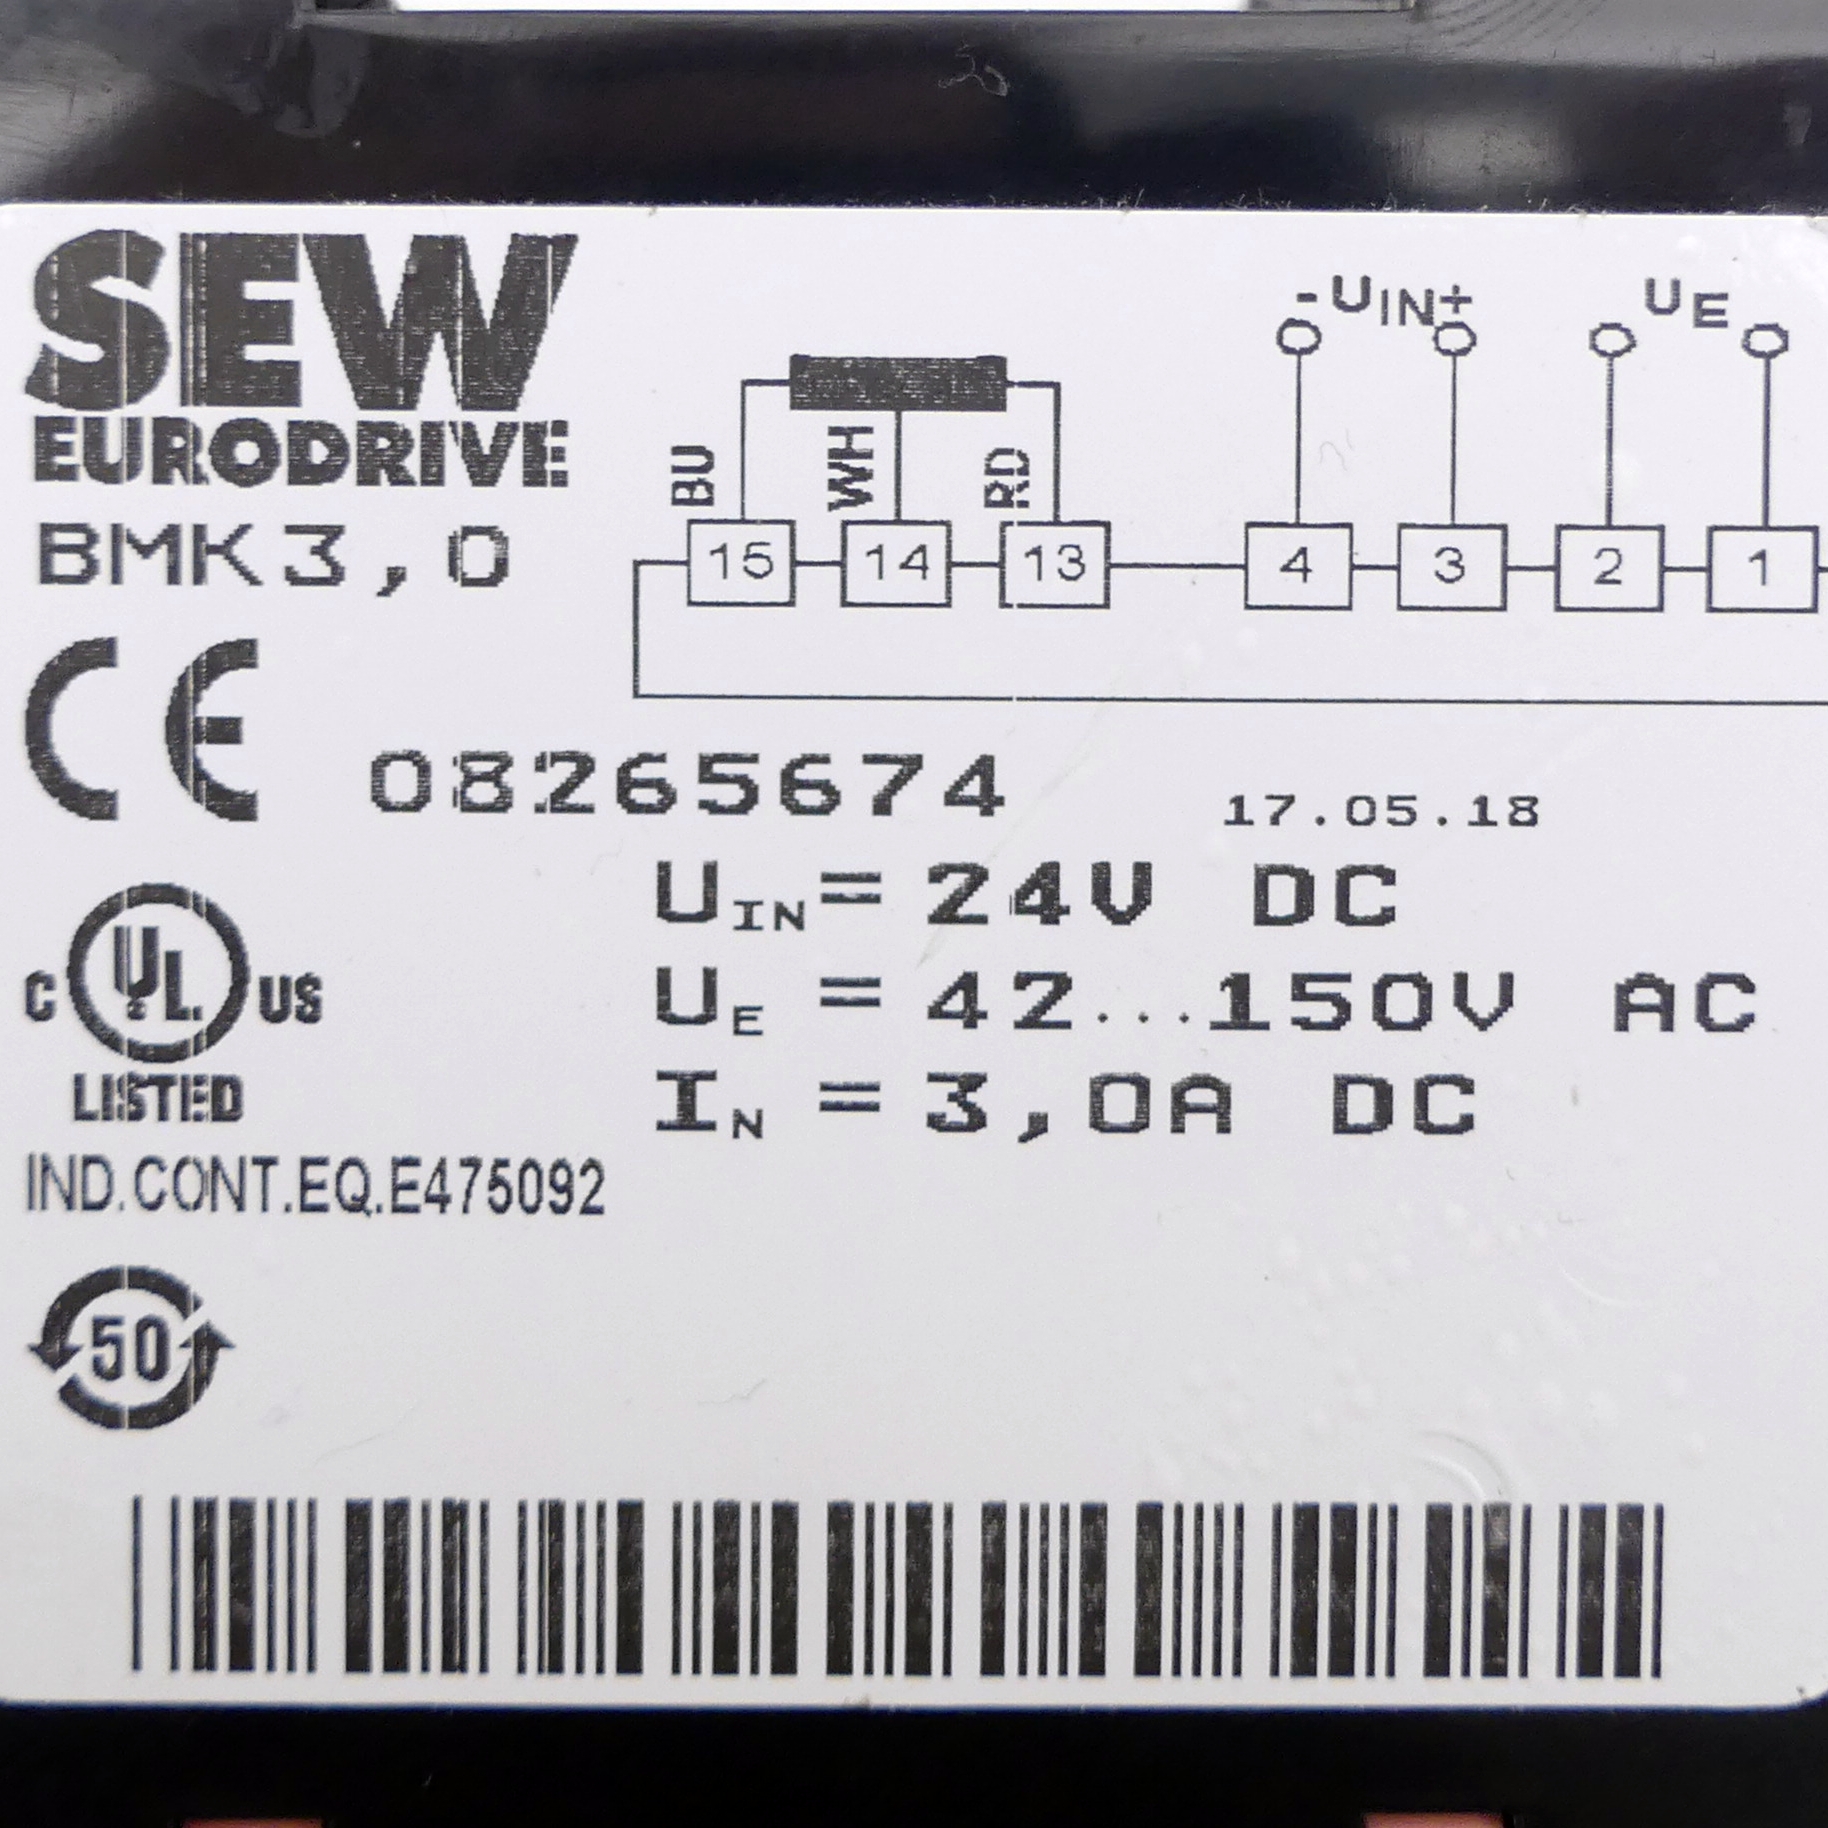 SEW
EURODRIVE
BMK3,0
-UIN+ UE
BU WH RD
15 14 13 4 3 2 1
CE
08265674 17.05.18
UIN= 24V DC
UE = 42...150V AC
IN = 3,0A DC
C UL US
LISTED
IND.CONT.EQ.E475092
50